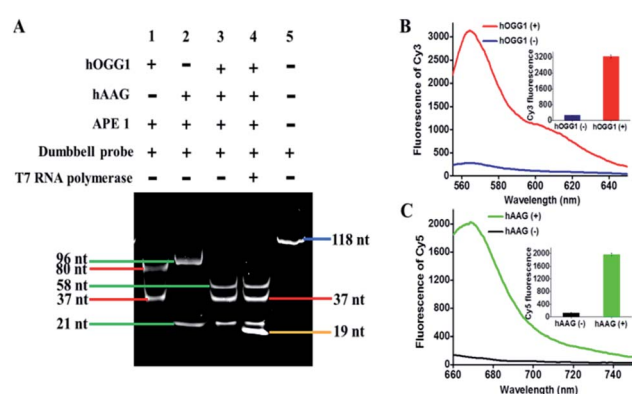 A
1 2 3 4 5
hOGG1 + - + + -
hAAG - + + + -
APE 1 + + + + -
Dumbbell probe + + + + +
T7 RNA polymerase - - - + -
96 nt
80 nt
58 nt
37 nt
21 nt
118 nt
37 nt
19 nt
B
Fluorescence of Cy3
3000
2500
2000
1500
1000
500
0
560 580 600 620 640
Wavelength (nm)
hOGG1 (+)
hOGG1 (-)
Cy3 fluorescence
3200
2400
1600
800
0
hOGG1 (-) hOGG1 (+)
C
Fluorescence of Cy5
2000
1600
1200
800
400
0
660 680 700 720 740
Wavelength (nm)
hAAG (+)
hAAG (-)
Cy5 fluorescence
2000
1600
1200
800
400
0
hAAG (-) hAAG (+)